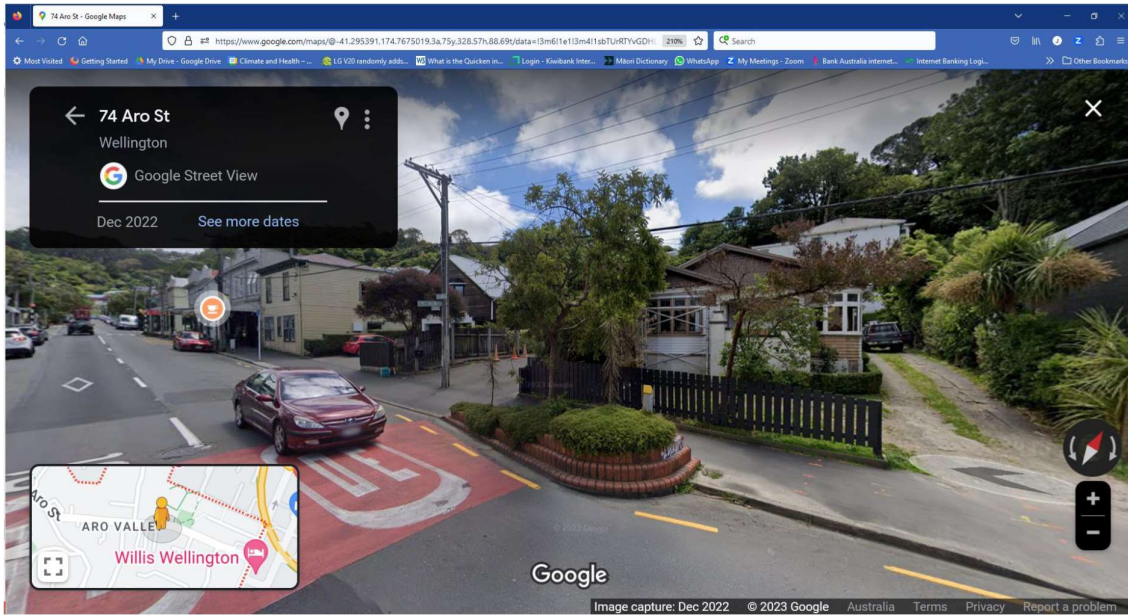 74 Aro St - Google Maps
https://www.google.com/maps/@-41.295391,174.7675019,3a,75y,328.57h,88.69t/data=!3m6!1e1!3m4!1sbTUrRTYvGDH
210%
Search
Most Visited
Getting Started
My Drive - Google Drive
Climate and Health – ...
LG V20 randomly adds...
What is the Quicken in...
Login - Kiwibank Inter...
Māori Dictionary
WhatsApp
My Meetings - Zoom
Bank Australia internet...
Internet Banking Logi...
Other Bookmarks
74 Aro St
Wellington
Google Street View
Dec 2022 See more dates
Aro St
ARO VALLEY
Willis Wellington
Google
Image capture: Dec 2022 © 2023 Google Australia Terms Privacy Report a problem